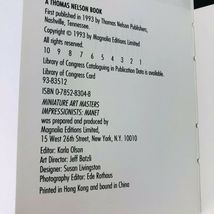 A THOMAS NELSON BOOK
First published in 1993 by Thomas Nelson Publishers,
Nashville, Tennessee.
Copyright © 1993 by Magnolia Editions Limited
All rights reserved.
10 9 8 7 6 5 4 3 2 1
Library of Congress Cataloguing in Publication Data is available.
Library of Congress Card
93-83512
ISBN 0-7852-8304-8
MINIATURE ART MASTERS
IMPRESSIONISTS: MANET
was prepared and produced by
Magnolia Editions Limited,
15 West 26th Street, New York, N.Y. 10010
Editor: Karla Olson
Art Director: Jeff Batzli
Designer: Susan Livingston
Photography Editor: Ede Rothaus
Printed in Hong Kong and bound in China